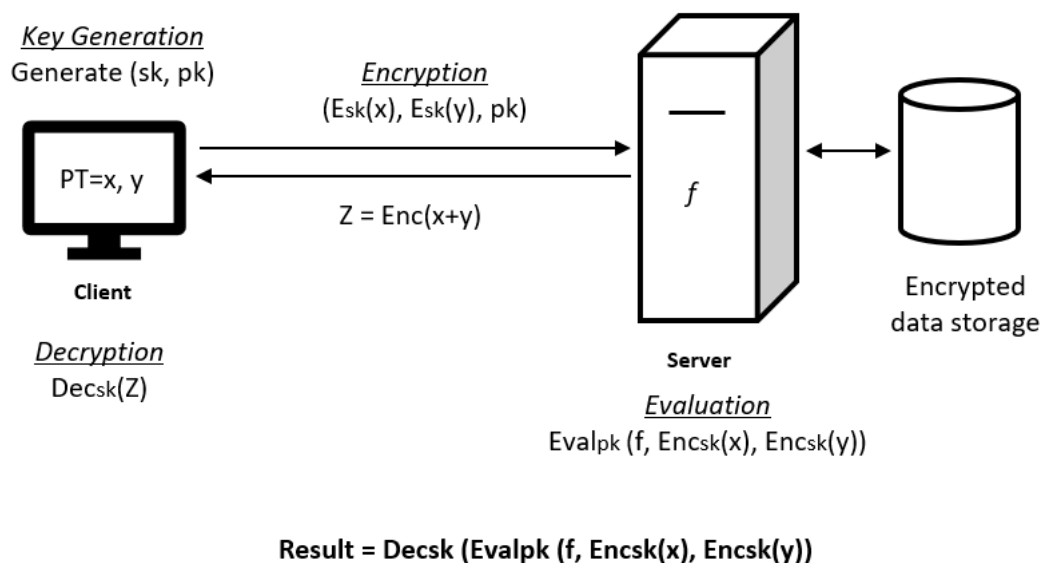 Key Generation
Generate (sk, pk)
Encryption
(Esk(x), Esk(y), pk)
PT=x, y
f
Z = Enc(x+y)
Client
Encrypted
data storage
Decryption
Decsk(Z)
Server
Evaluation
Evalpk (f, Encsk(x), Encsk(y))
Result = Decsk (Evalpk (f, Encsk(x), Encsk(y))